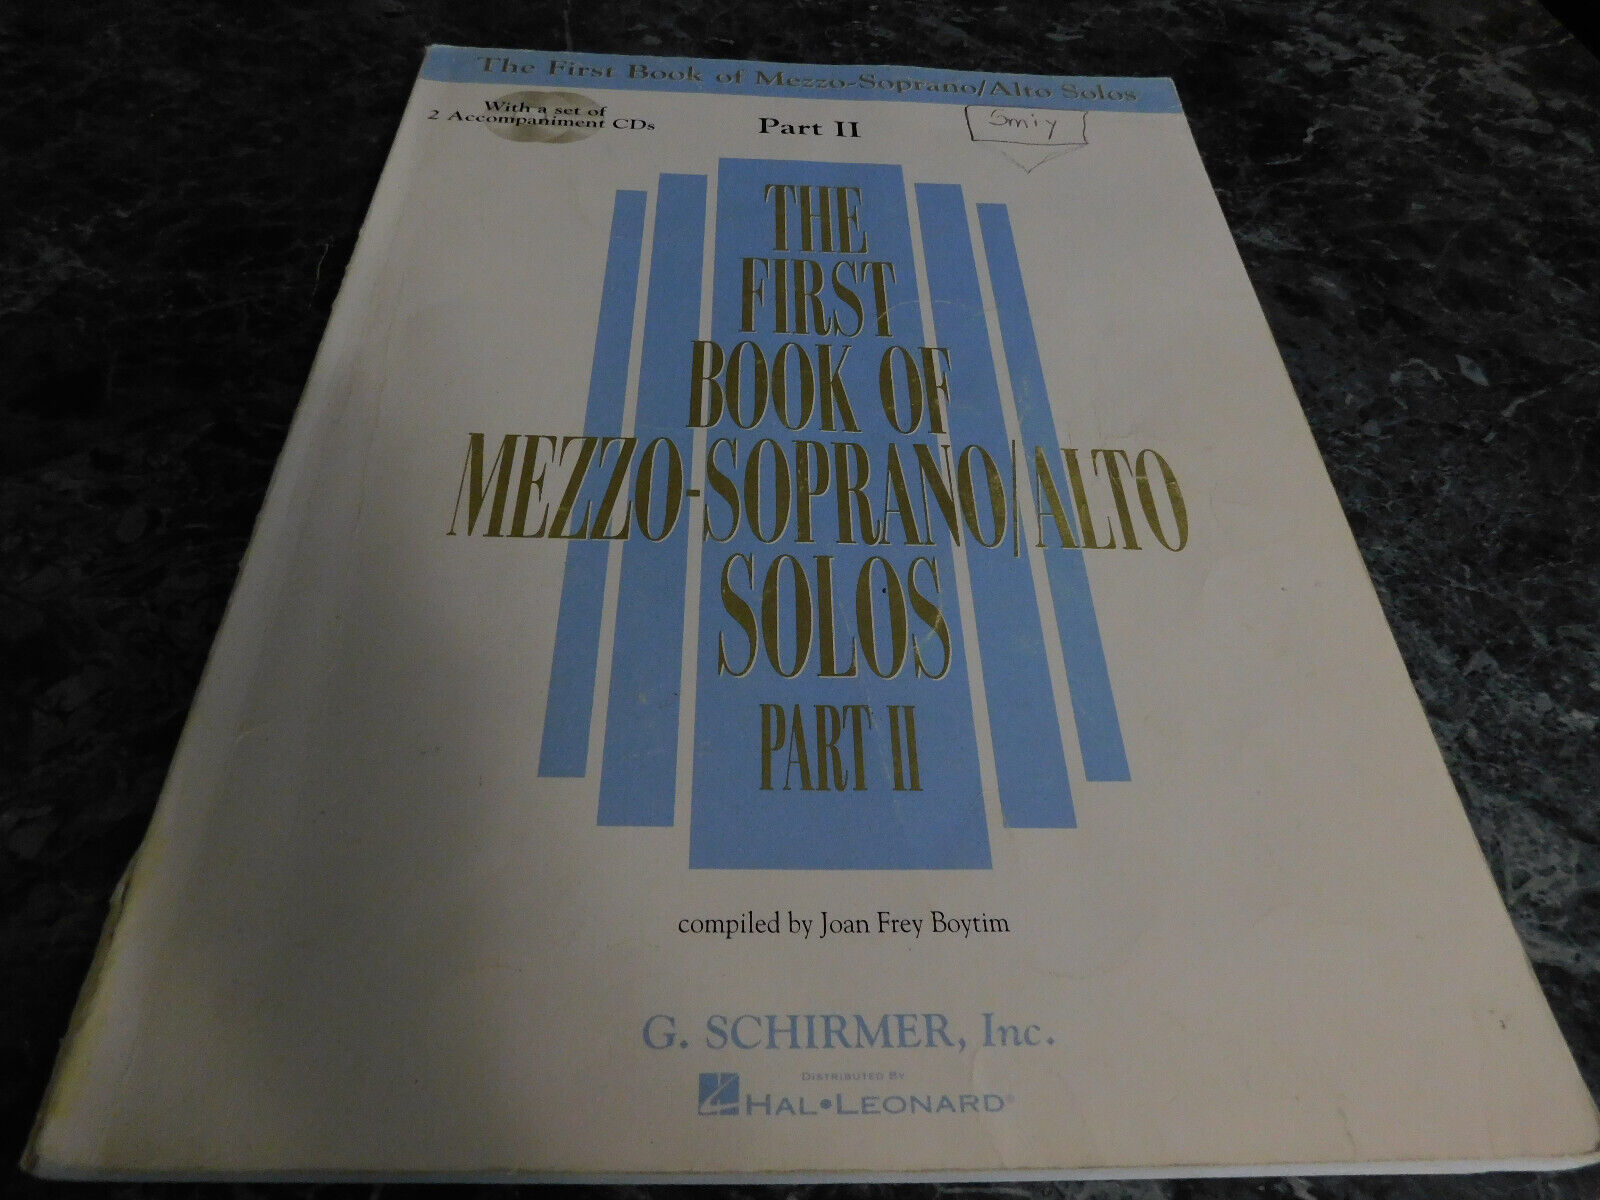 The First Book of Mezzo-Soprano/Alto Solos
With a set of
2 Accompaniment CDs
Part II
THE
FIRST
BOOK OF
MEZZO-SOPRANO/ALTO
SOLOS
PART II
compiled by Joan Frey Boytim
G. SCHIRMER, Inc.
DISTRIBUTED BY
HAL•LEONARD®